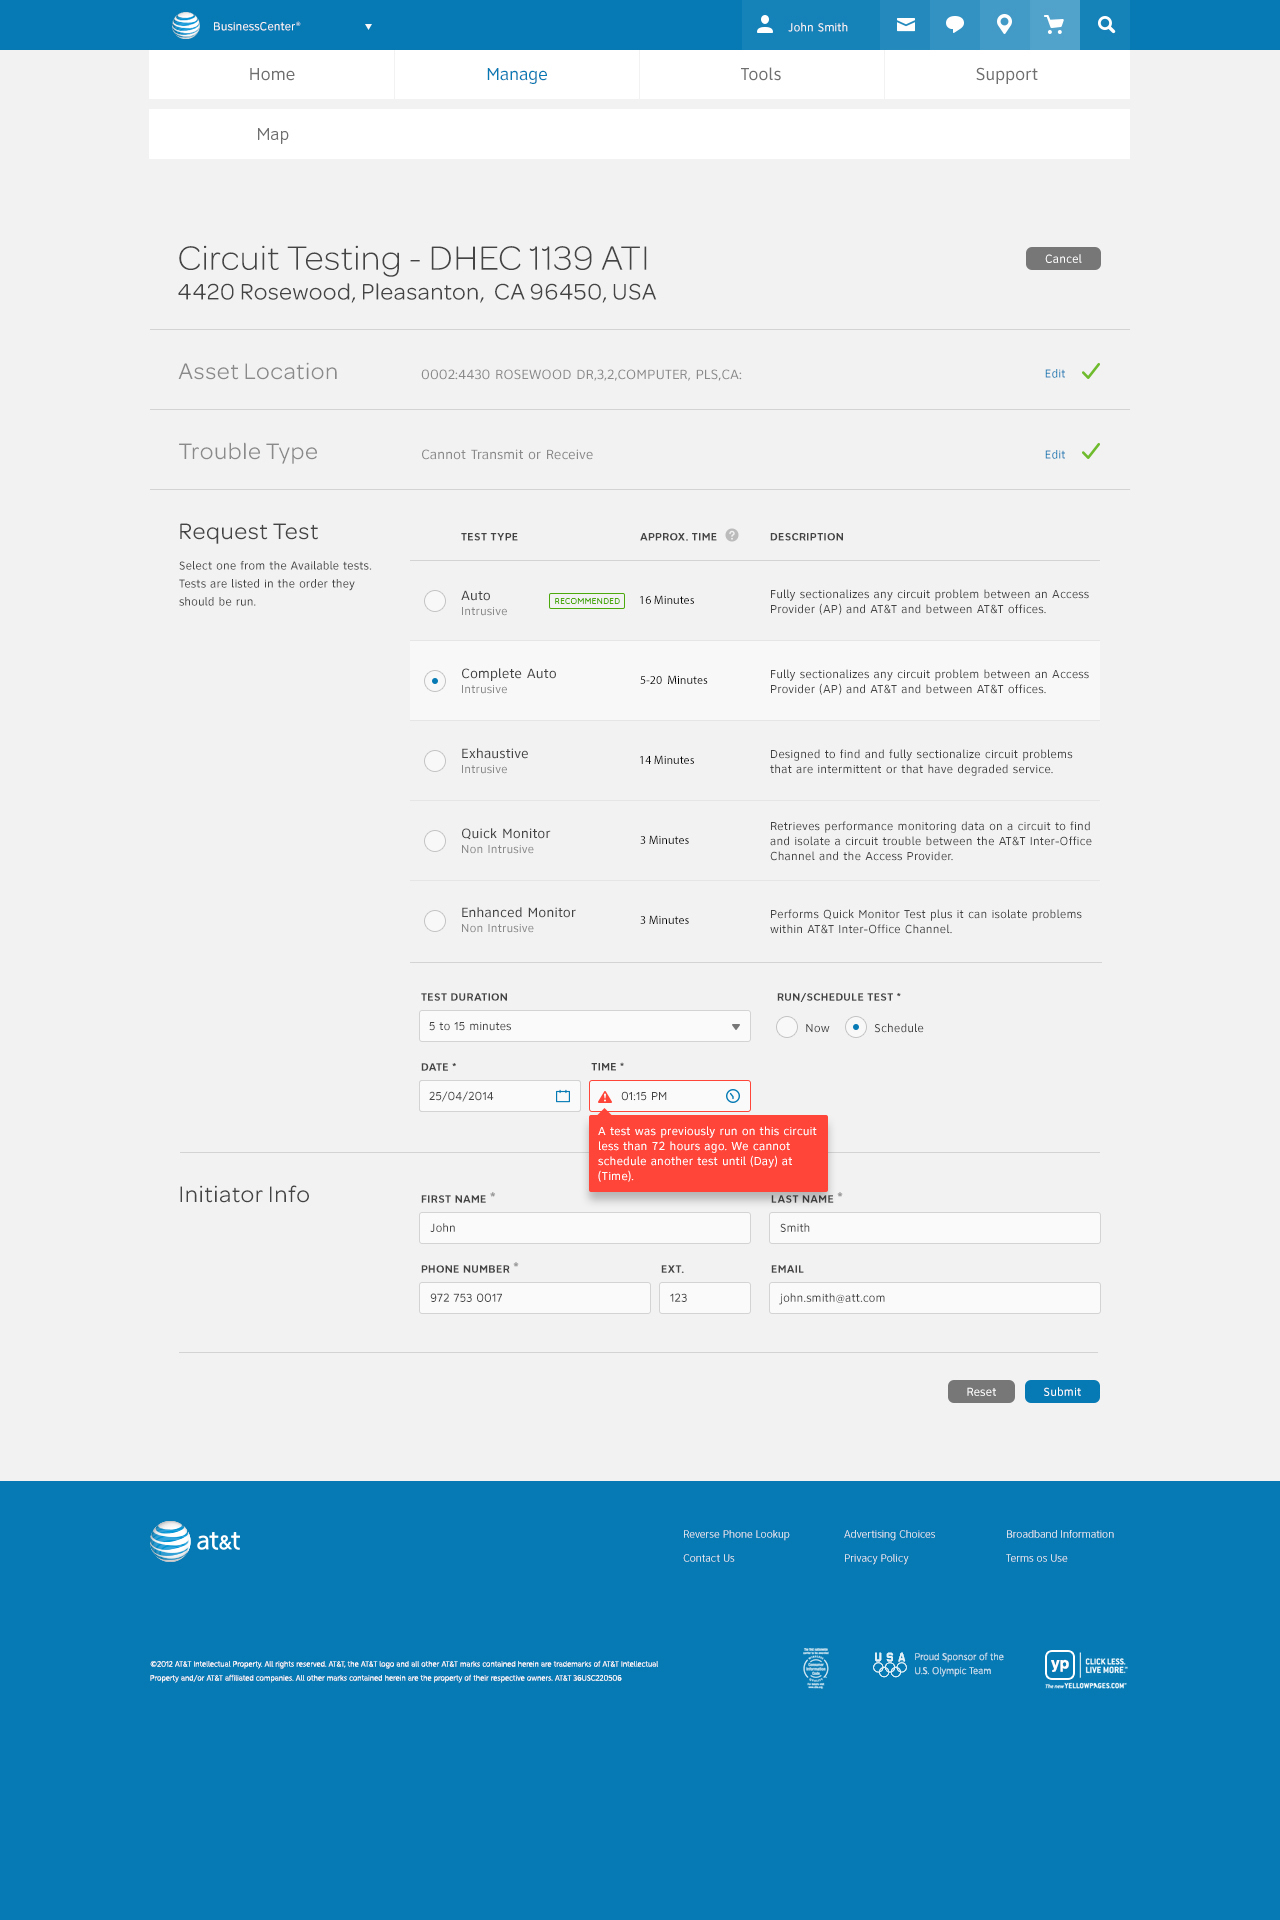 BusinessCenter®
John Smith
Home
Manage
Tools
Support
Map
Circuit Testing - DHEC 1139 ATI
Cancel
4420 Rosewood, Pleasanton, CA 96450, USA
Asset Location
0002:4430 ROSEWOOD DR,3,2,COMPUTER, PLS,CA:
Edit
Trouble Type
Cannot Transmit or Receive
Edit
Request Test
Select one from the Available tests.
Tests are listed in the order they
should be run.
TEST TYPE
APPROX. TIME ?
DESCRIPTION
Auto
Intrusive
RECOMMENDED
16 Minutes
Fully sectionalizes any circuit problem between an Access
Provider (AP) and AT&T and between AT&T offices.
Complete Auto
Intrusive
5-20 Minutes
Fully sectionalizes any circuit problem between an Access
Provider (AP) and AT&T and between AT&T offices.
Exhaustive
Intrusive
14 Minutes
Designed to find and fully sectionalize circuit problems
that are intermittent or that have degraded service.
Quick Monitor
Non Intrusive
3 Minutes
Retrieves performance monitoring data on a circuit to find
and isolate a circuit trouble between the AT&T Inter-Office
Channel and the Access Provider.
Enhanced Monitor
Non Intrusive
3 Minutes
Performs Quick Monitor Test plus it can isolate problems
within AT&T Inter-Office Channel.
TEST DURATION
5 to 15 minutes
RUN/SCHEDULE TEST *
Now
Schedule
DATE *
25/04/2014
TIME *
01:15 PM
A test was previously run on this circuit
less than 72 hours ago. We cannot
schedule another test until (Day) at
(Time).
Initiator Info
FIRST NAME *
John
LAST NAME *
Smith
PHONE NUMBER *
972 753 0017
EXT.
123
EMAIL
john.smith@att.com
Reset
Submit
at&t
Reverse Phone Lookup
Advertising Choices
Broadband Information
Contact Us
Privacy Policy
Terms os Use
©2012 AT&T Intellectual Property. All rights reserved. AT&T, the AT&T logo and all other AT&T marks contained herein are trademarks of AT&T Intellectual
Property and/or AT&T affiliated companies. All other marks contained herein are the property of their respective owners. AT&T 36USC220506
Consumer
Information
USA
Proud Sponsor of the
U.S. Olympic Team
yp
CLICK LESS.
LIVE MORE.™
The new YELLOWPAGES.COM™